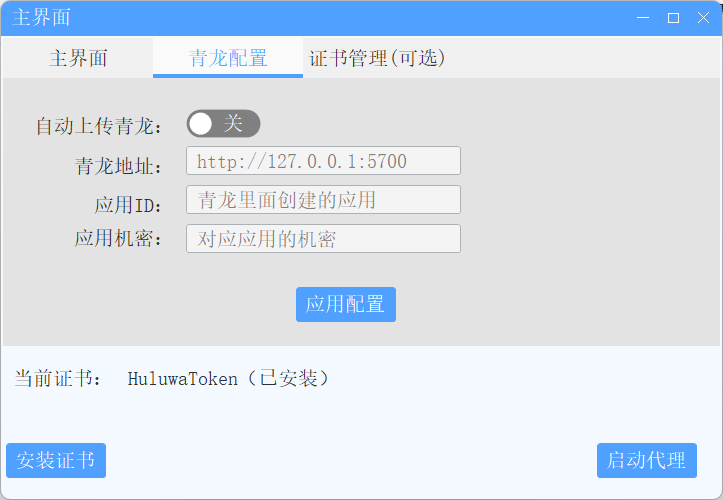 主界面
主界面 青龙配置 证书管理(可选)
自动上传青龙： 关
青龙地址： http://127.0.0.1:5700
应用ID： 青龙里面创建的应用
应用机密： 对应应用的机密
应用配置
当前证书： HuluwaToken（已安装）
安装证书 启动代理